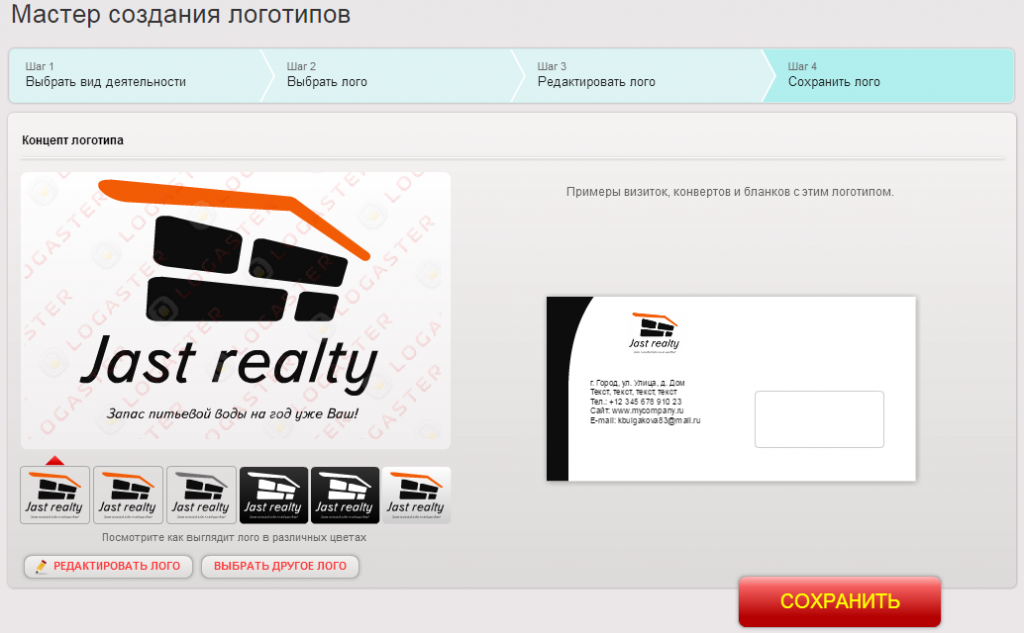 Мастер создания логотипов
Шаг 1
Выбрать вид деятельности
Шаг 2
Выбрать лого
Шаг 3
Редактировать лого
Шаг 4
Сохранить лого
Концепт логотипа
LOGASTER
Jast realty
Запас питьевой воды на год уже Ваш!
Примеры визиток, конвертов и бланков с этим логотипом.
Jast realty
г. Город, ул. Улица, д. Дом
Текст, текст, текст, текст
Тел.: +12 345 678 910 23
Сайт: www.mycompany.ru
E-mail: kbulgakova83@mail.ru
Jast realty
Jast realty
Jast realty
Jast realty
Jast realty
Jast realty
Посмотрите как выглядит лого в различных цветах
РЕДАКТИРОВАТЬ ЛОГО
ВЫБРАТЬ ДРУГОЕ ЛОГО
СОХРАНИТЬ